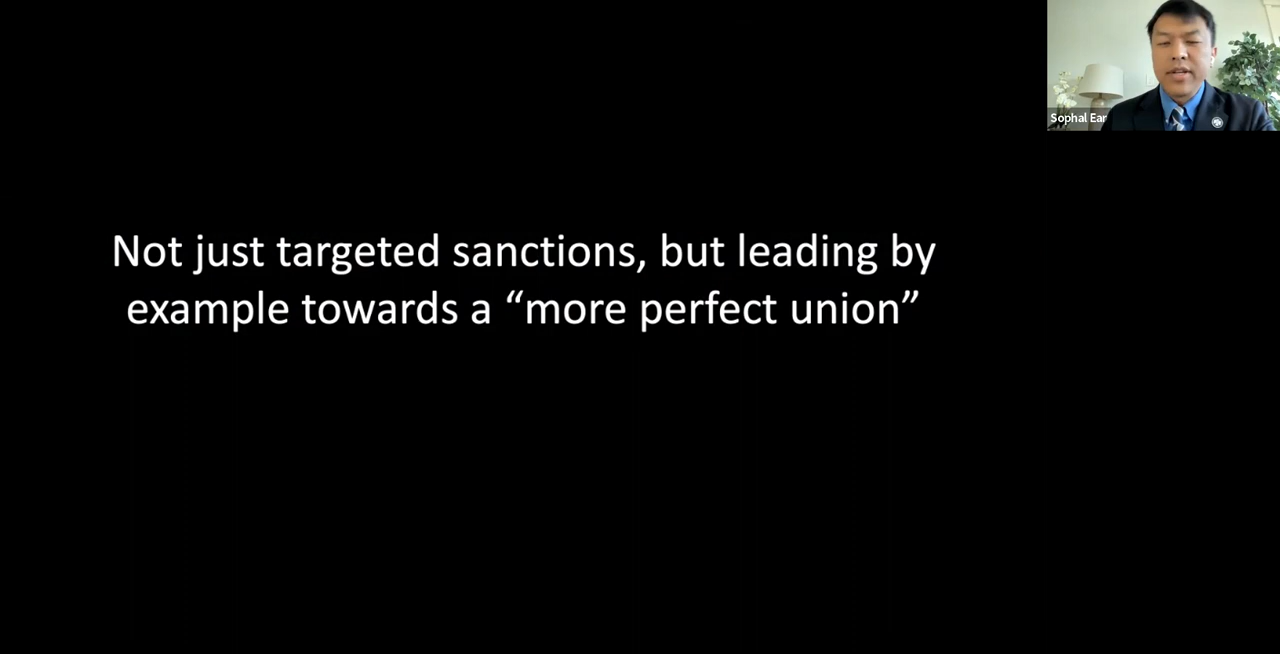 Sophal Ear
Not just targeted sanctions, but leading by
example towards a “more perfect union”